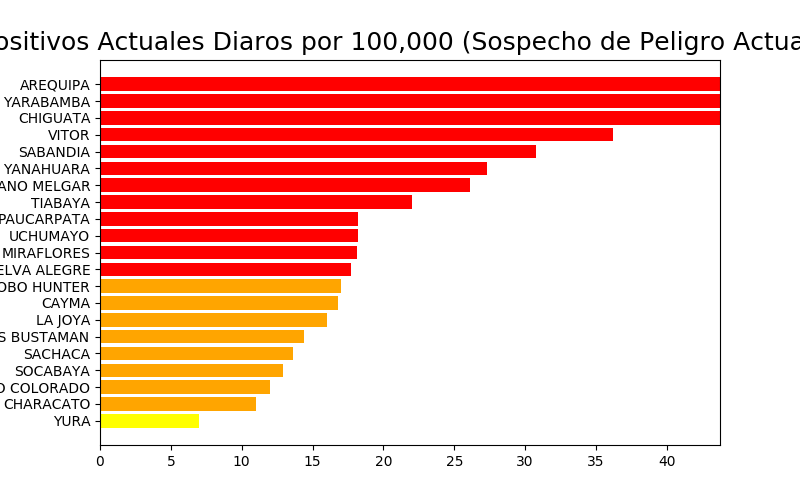 ositivos Actuales Diaros por 100,000 (Sospecho de Peligro Actua
AREQUIPA
YARABAMBA
CHIGUATA
VITOR
SABANDIA
YANAHUARA
ANO MELGAR
TIABAYA
PAUCARPATA
UCHUMAYO
MIRAFLORES
ELVA ALEGRE
OBO HUNTER
CAYMA
LA JOYA
S BUSTAMAN
SACHACA
SOCABAYA
O COLORADO
CHARACATO
YURA
0 5 10 15 20 25 30 35 40